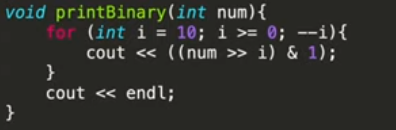 void printBinary(int num){
    for (int i = 10; i >= 0; --i){
        cout << ((num >> i) & 1);
    }
    cout << endl;
}